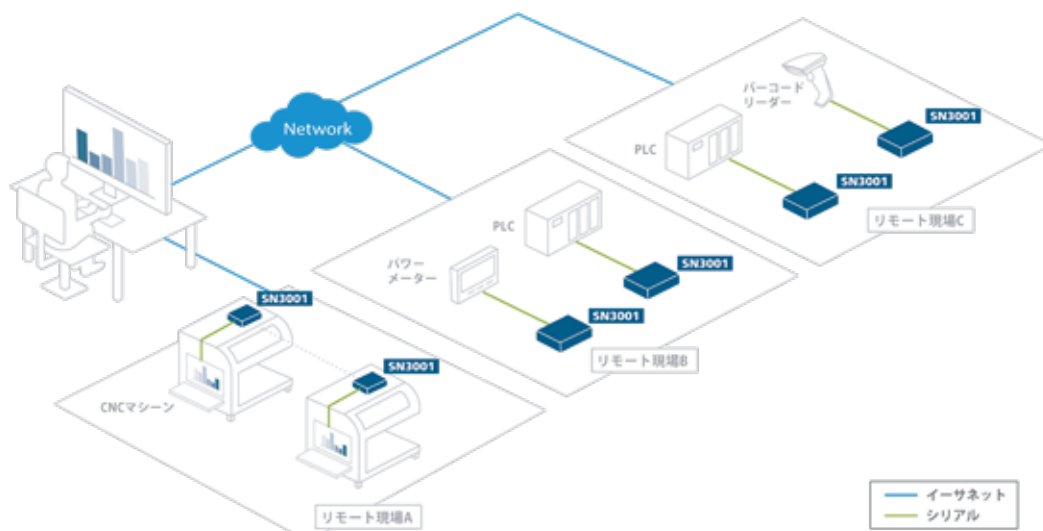 Network
バーコード
リーダー
SN3001
PLC
SN3001
リモート現場C
PLC
SN3001
パワー
メーター
SN3001
リモート現場B
SN3001
SN3001
CNCマシーン
リモート現場A
イーサネット
シリアル